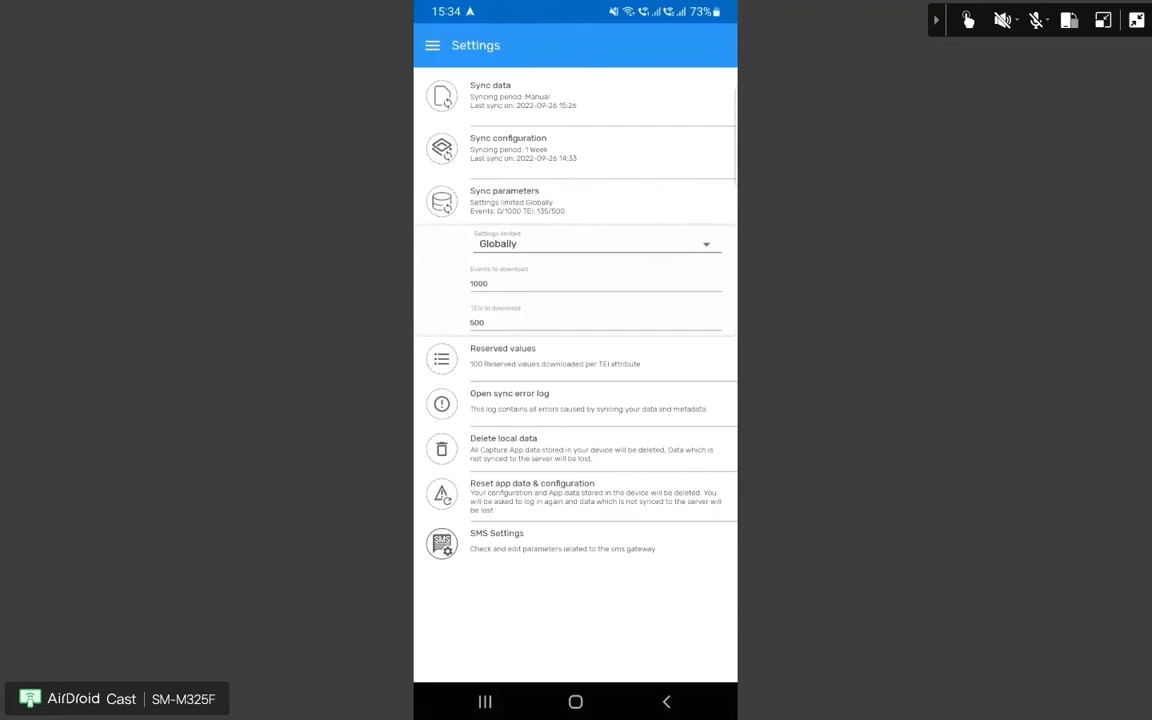 15:34
73%
Settings
Sync data
Syncing period: Manual
Last sync on: 2022-09-26 15:26
Sync configuration
Syncing period: 1 Week
Last sync on: 2022-09-26 14:33
Sync parameters
Settings limited Globally
Events: 0/1000 TEI: 135/500
Settings limited
Globally
Events to download
1000
TEIs to download
500
Reserved values
100 Reserved values downloaded per TEI attribute
Open sync error log
This log contains all errors caused by syncing your data and metadata.
Delete local data
All Capture App data stored in your device will be deleted. Data which is
not synced to the server will be lost.
Reset app data & configuration
Your configuration and App data stored in the device will be deleted. You
will be asked to log in again and data which is not synced to the server will
be lost.
SMS
SMS Settings
Check and edit parameters related to the sms gateway
AirDroid Cast | SM-M325F